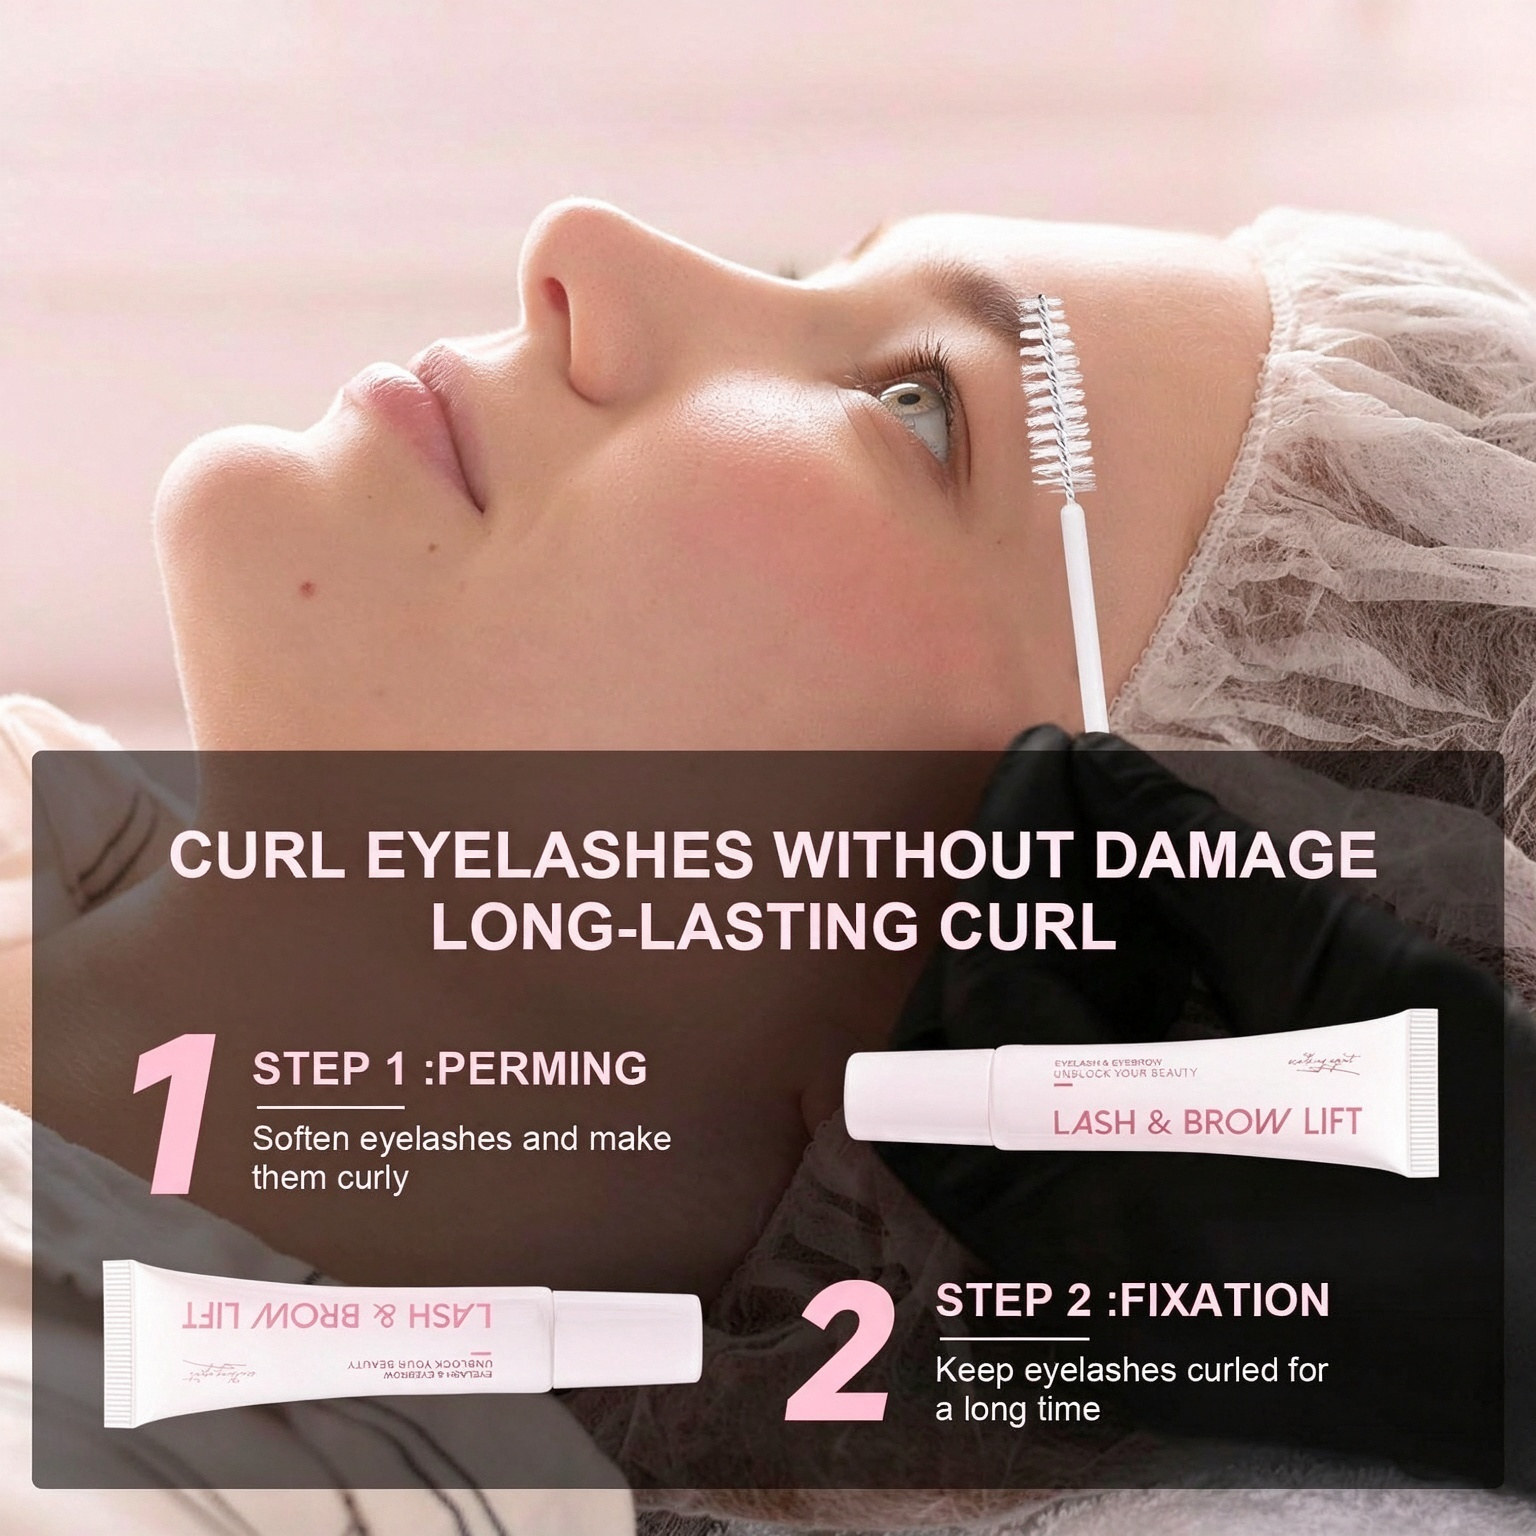 CURL EYELASHES WITHOUT DAMAGE
LONG-LASTING CURL
1
STEP 1 :PERMING
Soften eyelashes and make
them curly
EYELASH & EYEBROW
UNBLOCK YOUR BEAUTY
LASH & BROW LIFT
LASH & BROW LIFT
UNBLOCK YOUR BEAUTY
EYELASH & EYEBROW
2
STEP 2 :FIXATION
Keep eyelashes curled for
a long time